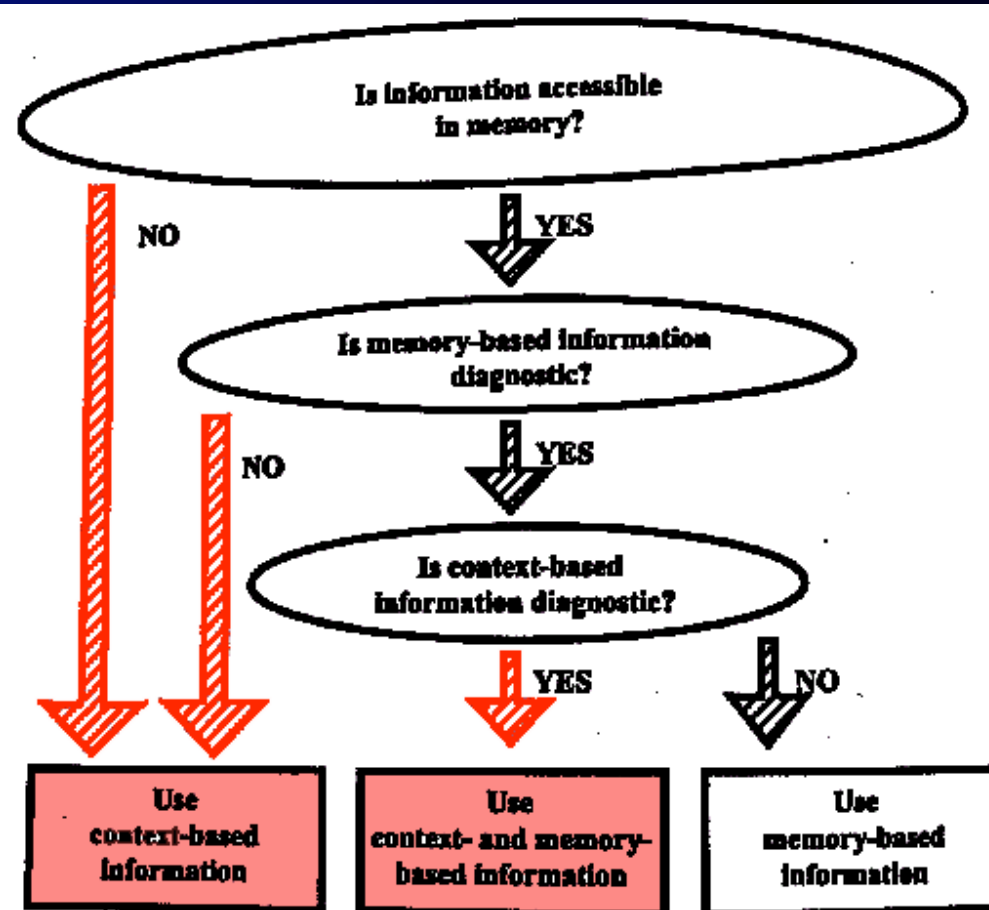 Is information accessible
in memory?
NO
YES
Is memory-based information
diagnostic?
NO
YES
Is context-based
information diagnostic?
YES
NO
Use
context-based
information
Use
context- and memory-
based information
Use
memory-based
information